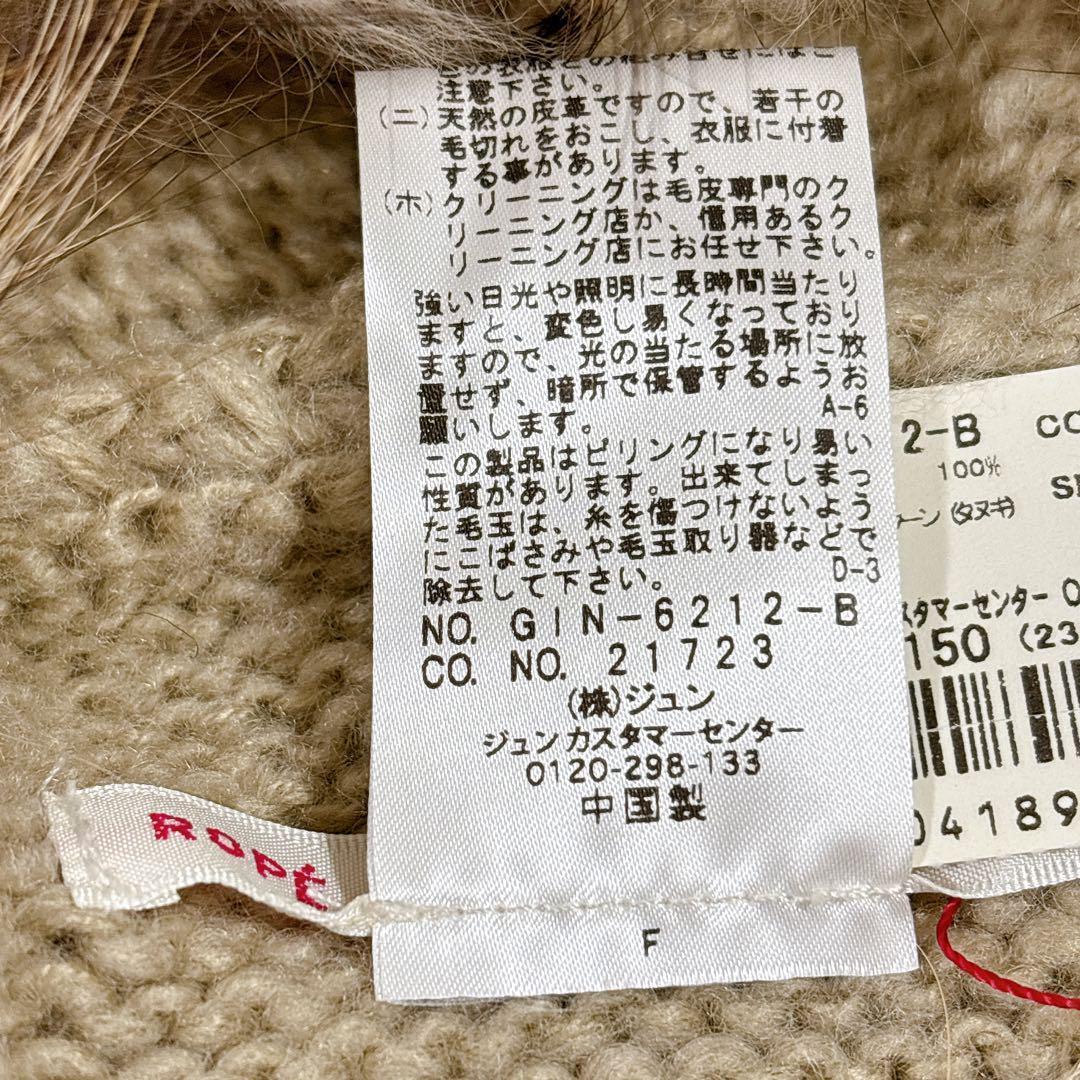 注意下さい。
(ニ)天然の皮革ですので、若干の
毛切れをおこし、衣服に付着
する事があります。
(ホ)クリーニングは毛皮専門のク
リーニング店か、信用あるク
リーニング店にお任せ下さい。
強い日光や照明に長時間当たり
ますと、変色し易くなっており
ますので、光の当たる場所に放
置せず、暗所で保管するようお
願いします。
A-6
この製品はピリングになり易い
性質があります。出来てしまっ
た毛玉は、糸を傷つけないよう
にこばさみや毛玉取り器などで
除去して下さい。
D-3
NO. GIN-6212-B
CO. NO. 21723
(株)ジュン
ジュンカスタマーセンター
0120-298-133
中国製
F
ROPÉ
2-B CO
100%
SI
ーン (タヌキ)
スタマーセンター 0
150 (23
04189